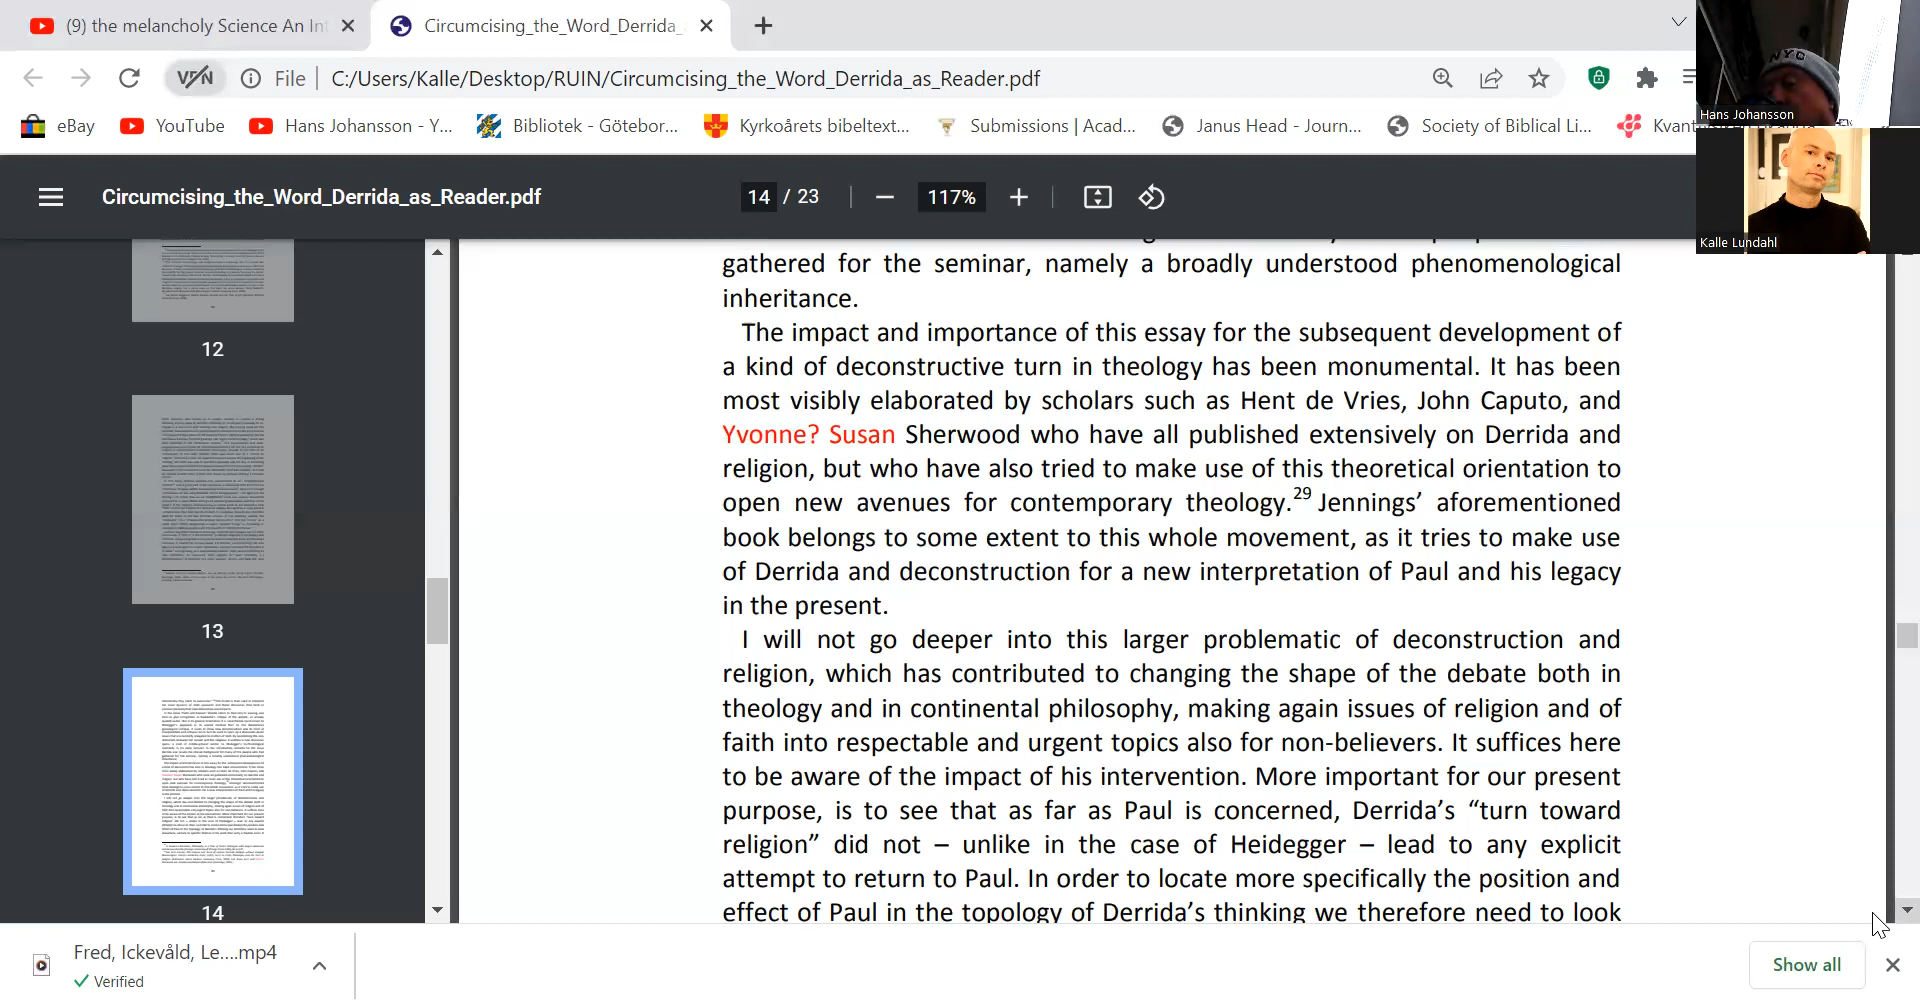 (9) the melancholy Science An Int
Circumcising_the_Word_Derrida_
VPN
File
C:/Users/Kalle/Desktop/RUIN/Circumcising_the_Word_Derrida_as_Reader.pdf
NYC
Hans Johansson
eBay
YouTube
Hans Johansson - Y...
Bibliotek - Götebor...
Kyrkoårets bibeltext...
Submissions | Acad...
Janus Head - Journ...
Society of Biblical Li...
Kalle Lundahl
Circumcising_the_Word_Derrida_as_Reader.pdf
14 / 23
117%
12
13
14
gathered for the seminar, namely a broadly understood phenomenological
inheritance.
The impact and importance of this essay for the subsequent development of
a kind of deconstructive turn in theology has been monumental. It has been
most visibly elaborated by scholars such as Hent de Vries, John Caputo, and
Yvonne? Susan Sherwood who have all published extensively on Derrida and
religion, but who have also tried to make use of this theoretical orientation to
open new avenues for contemporary theology.29 Jennings’ aforementioned
book belongs to some extent to this whole movement, as it tries to make use
of Derrida and deconstruction for a new interpretation of Paul and his legacy
in the present.
I will not go deeper into this larger problematic of deconstruction and
religion, which has contributed to changing the shape of the debate both in
theology and in continental philosophy, making again issues of religion and of
faith into respectable and urgent topics also for non-believers. It suffices here
to be aware of the impact of his intervention. More important for our present
purpose, is to see that as far as Paul is concerned, Derrida’s “turn toward
religion” did not – unlike in the case of Heidegger – lead to any explicit
attempt to return to Paul. In order to locate more specifically the position and
effect of Paul in the topology of Derrida’s thinking we therefore need to look
Fred, Ickevåld, Le....mp4
Verified
Show all